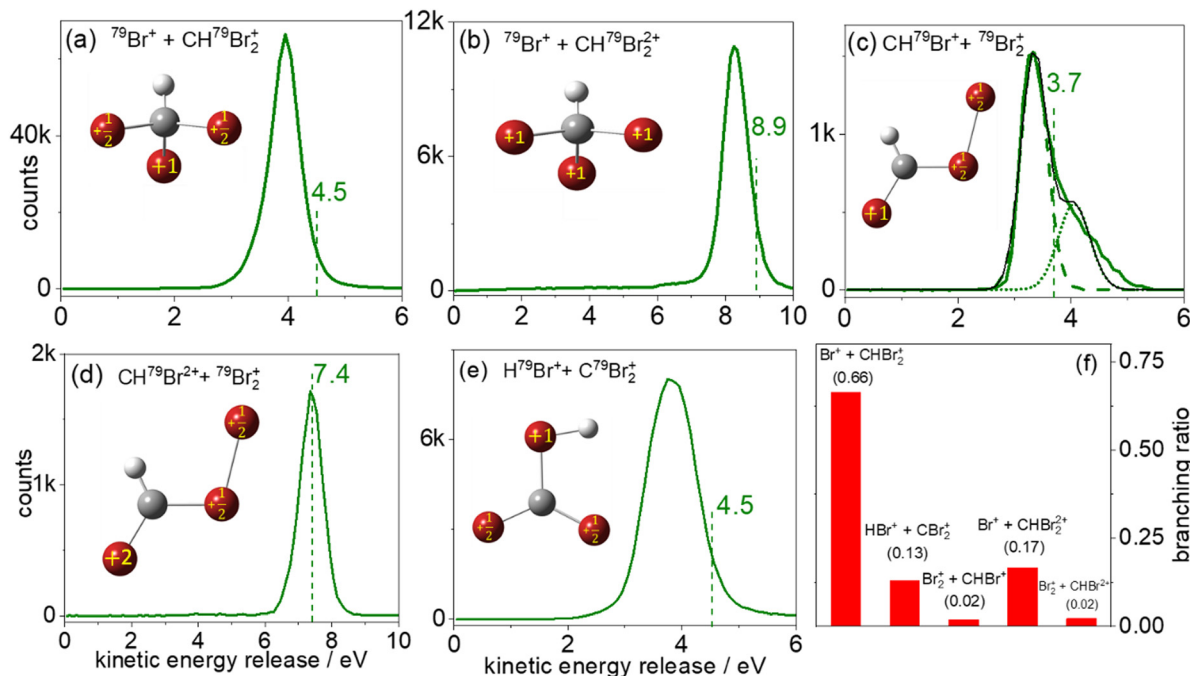 (a) ⁷⁹Br⁺ + CH⁷⁹Br₂⁺
40k
0
counts
+1/2
+1/2
+1
4.5
0 2 4 6
(b) ⁷⁹Br⁺ + CH⁷⁹Br₂²⁺
12k
9k
6k
3k
0
+1
+1
+1
8.9
0 2 4 6 8 10
(c) CH⁷⁹Br⁺ + ⁷⁹Br₂⁺
1k
0
+1/2
+1/2
+1
3.7
0 2 4 6
(d) CH⁷⁹Br²⁺ + ⁷⁹Br₂⁺
2k
1k
0
counts
+1/2
+1/2
+2
7.4
0 2 4 6 8 10
kinetic energy release / eV
(e) H⁷⁹Br⁺ + C⁷⁹Br₂⁺
6k
3k
0
+1
+1/2
+1/2
4.5
0 2 4 6
kinetic energy release / eV
(f)
Br⁺ + CHBr₂⁺
(0.66)
HBr⁺ + CBr₂⁺
(0.13)
Br₂⁺ + CHBr⁺
(0.02)
Br⁺ + CHBr₂²⁺
(0.17)
Br₂⁺ + CHBr²⁺
(0.02)
0.75
0.50
0.25
0.00
branching ratio